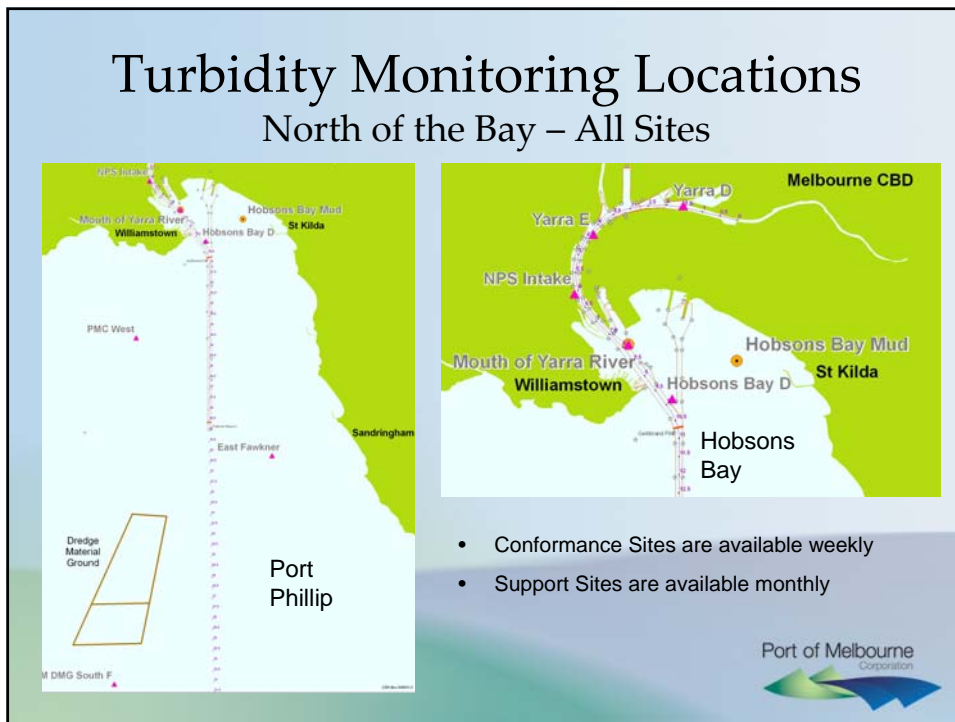 Turbidity Monitoring Locations
North of the Bay – All Sites
NPS Intake
Hobsons Bay Mud
Mouth of Yarra River
St Kilda
Williamstown
Hobsons Bay D
PMC West
Sandringham
East Fawkner
Dredge
Material
Ground
Port
Phillip
M DMG South F
Yarra D
Melbourne CBD
Yarra E
NPS Intake
Hobsons Bay Mud
Mouth of Yarra River
St Kilda
Williamstown
Hobsons Bay D
Hobsons
Bay
• Conformance Sites are available weekly
• Support Sites are available monthly
Port of Melbourne
Corporation